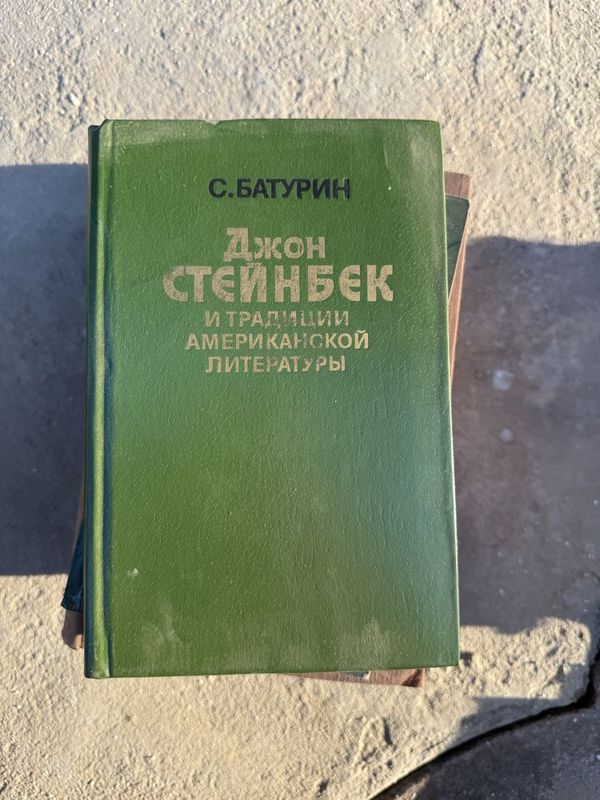 С. БАТУРИН
Джон
СТЕЙНБЕК
И ТРАДИЦИИ
АМЕРИКАНСКОЙ
ЛИТЕРАТУРЫ